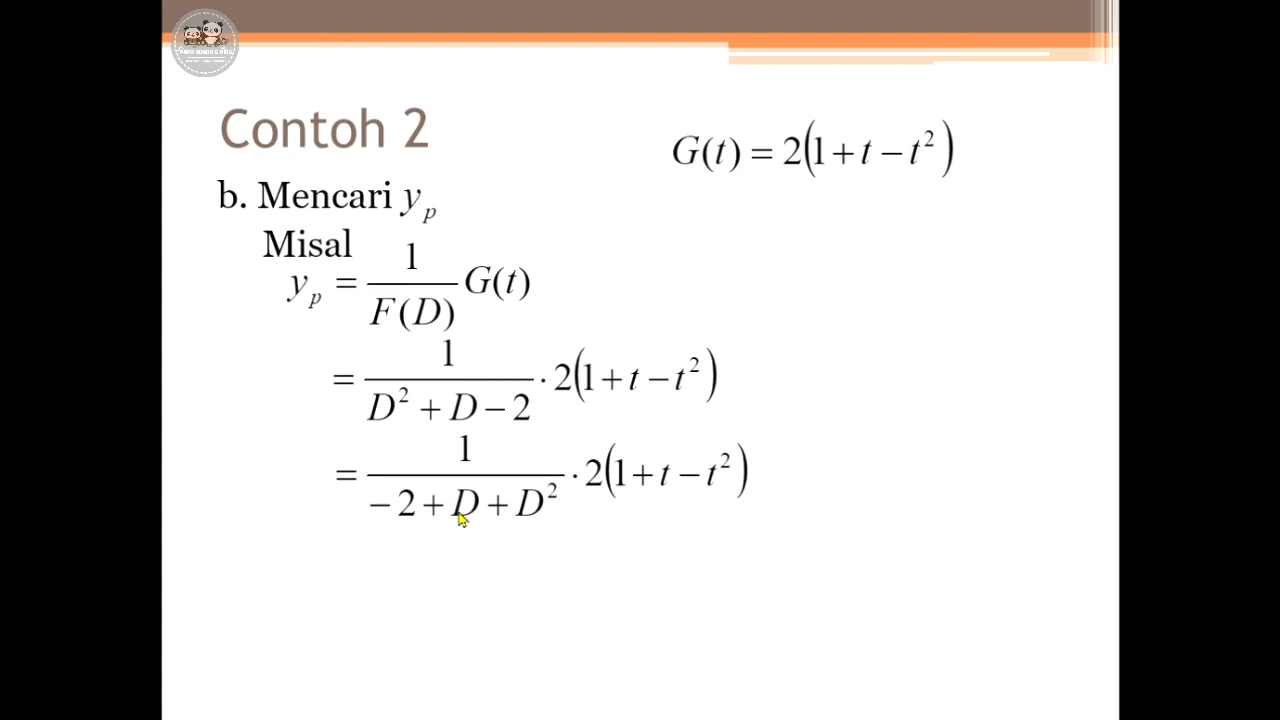 Contoh 2
G(t) = 2(1 + t − t²)
b. Mencari yₚ
Misal
yₚ = 1/F(D) G(t)
= 1/(D² + D − 2) · 2(1 + t − t²)
= 1/(−2 + D + D²) · 2(1 + t − t²)